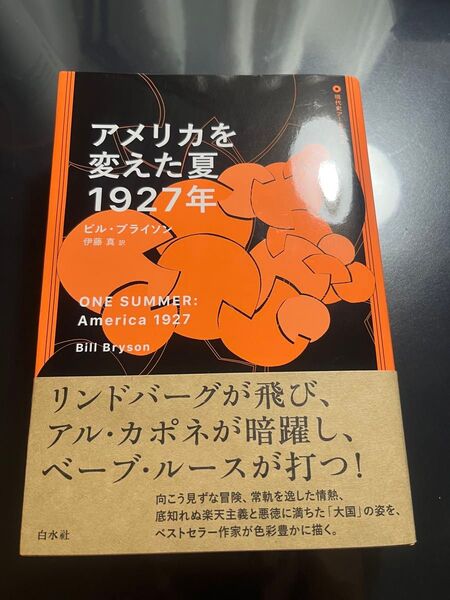 現代史ア
アメリカを
変えた夏
1927年
ビル・ブライソン
伊藤 真 訳
ONE SUMMER:
America 1927
Bill Bryson
リンドバーグが飛び、
アル・カポネが暗躍し、
ベーブ・ルースが打つ!
向こう見ずな冒険、常軌を逸した情熱、
底知れぬ楽天主義と悪徳に満ちた「大国」の姿を、
ベストセラー作家が色彩豊かに描く。
白水社